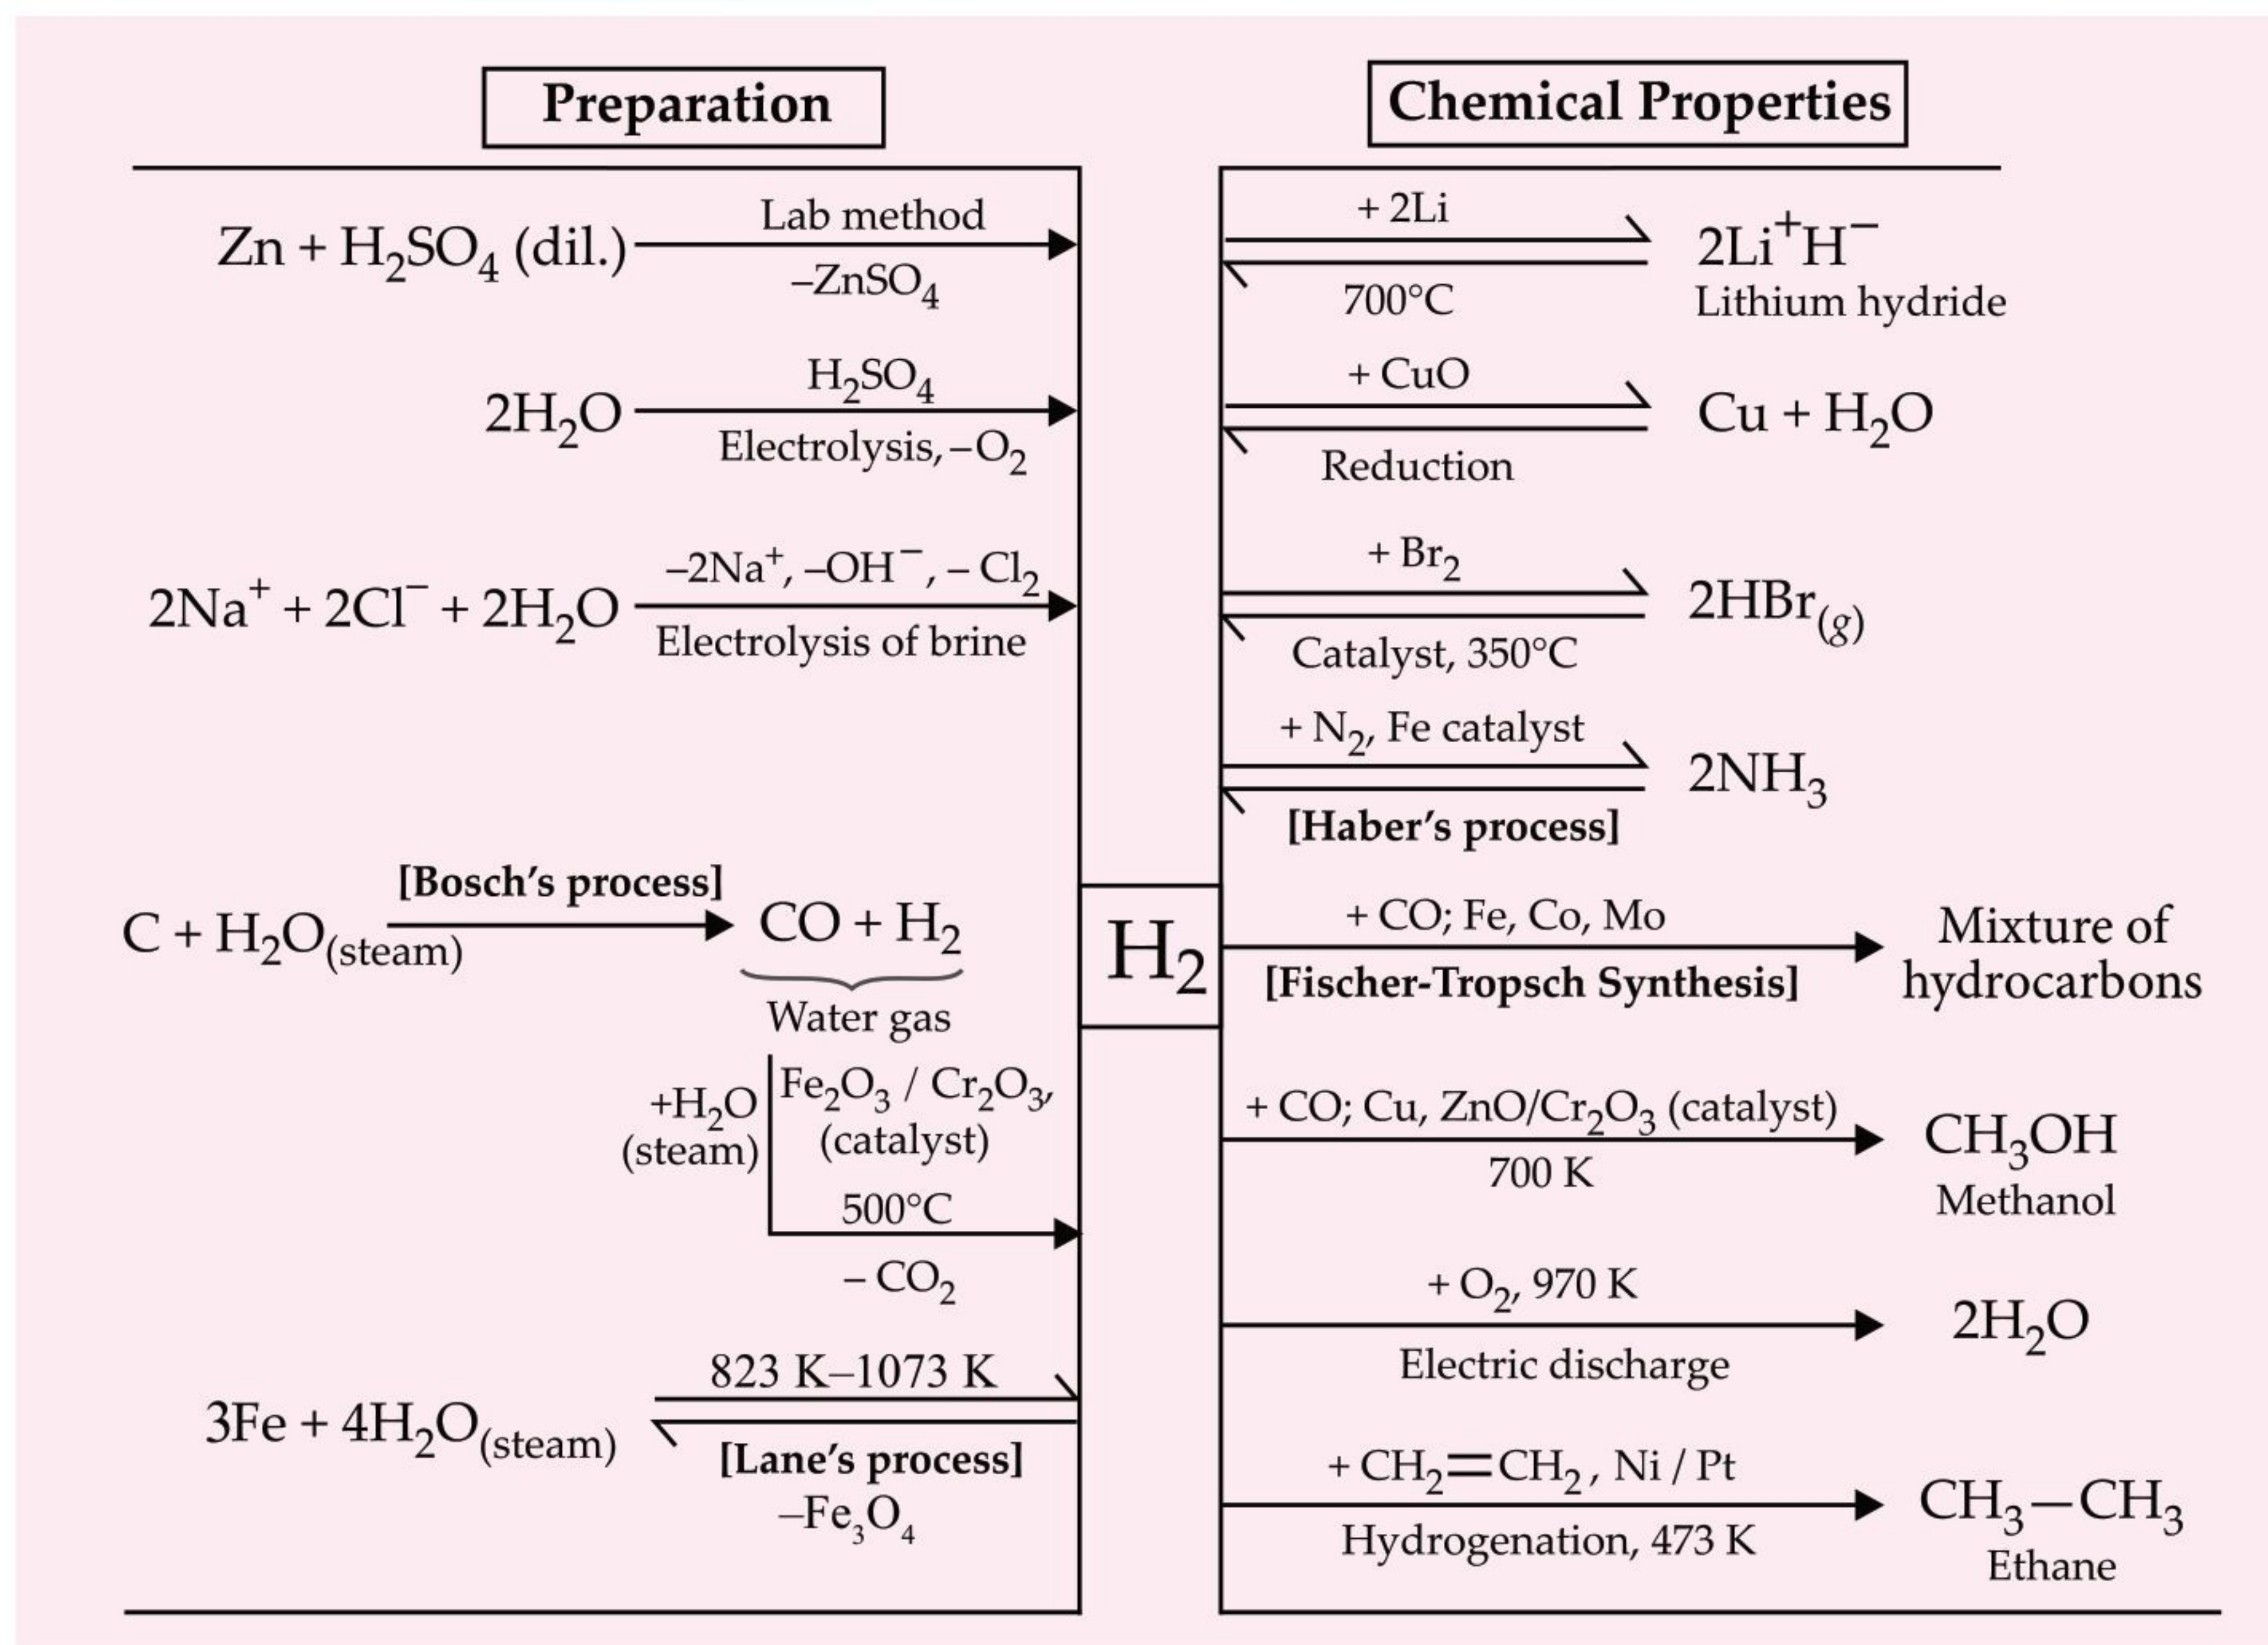 Preparation
Zn + H₂SO₄ (dil.)
Lab method
–ZnSO₄
2H₂O
H₂SO₄
Electrolysis, –O₂
2Na⁺ + 2Cl⁻ + 2H₂O
–2Na⁺, –OH⁻, – Cl₂
Electrolysis of brine
[Bosch's process]
C + H₂O(steam)
CO + H₂
Water gas
+H₂O
(steam)
Fe₂O₃ / Cr₂O₃,
(catalyst)
500°C
– CO₂
3Fe + 4H₂O(steam)
823 K–1073 K
[Lane's process]
–Fe₃O₄
H₂
Chemical Properties
+ 2Li
700°C
2Li⁺H⁻
Lithium hydride
+ CuO
Reduction
Cu + H₂O
+ Br₂
Catalyst, 350°C
2HBr(g)
+ N₂, Fe catalyst
[Haber's process]
2NH₃
+ CO; Fe, Co, Mo
[Fischer-Tropsch Synthesis]
Mixture of
hydrocarbons
+ CO; Cu, ZnO/Cr₂O₃ (catalyst)
700 K
CH₃OH
Methanol
+ O₂, 970 K
Electric discharge
2H₂O
+ CH₂=CH₂, Ni / Pt
Hydrogenation, 473 K
CH₃–CH₃
Ethane